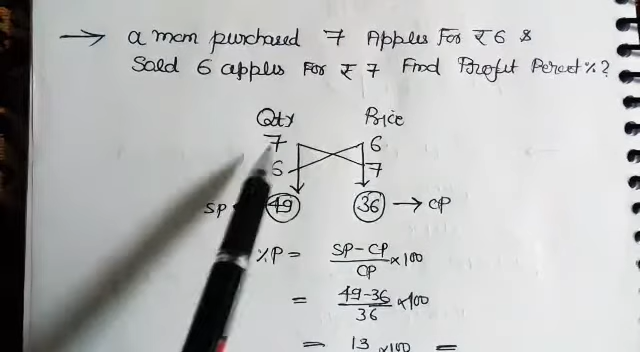 → a man purchased 7 Apples For ₹ 6 &
Sold 6 apples For ₹ 7 Find Profit Percent %?
Qty Price
7 6
6 7
SP 49 36 → CP
%P = SP-CP/CP × 100
= 49-36/36 × 100
= 13 × 100 =